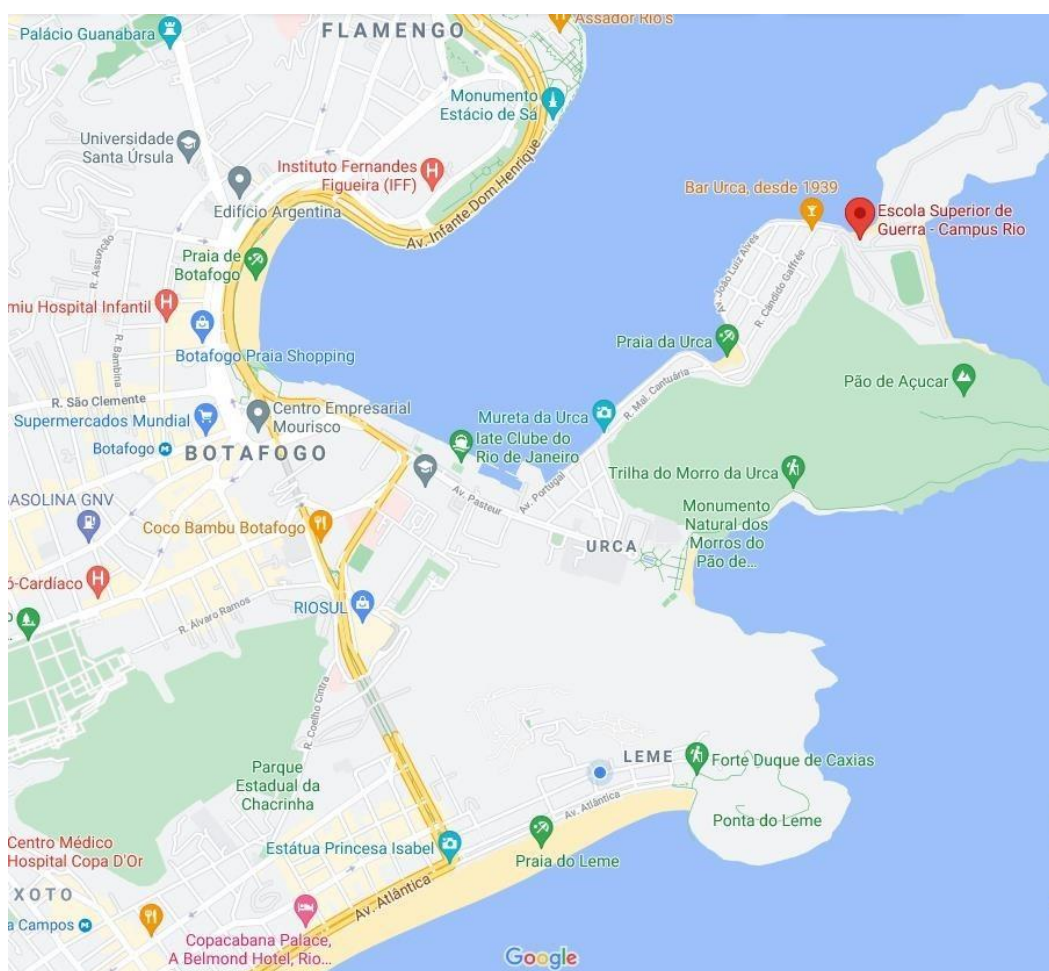 Assador Rio's
Palácio Guanabara
FLAMENGO
Monumento
Estácio de Sá
Universidade
Santa Úrsula
Instituto Fernandes
Figueira (IFF)
Edifício Argentina
Av. Infante Dom Henrique
Bar Urca, desde 1939
Escola Superior de
Guerra - Campus Rio
R. Assunção
Praia de
Botafogo
Av. João Luiz Alves
R. Cândido Gaffrée
miu Hospital Infantil
R. Bambina
Botafogo Praia Shopping
Praia da Urca
R. Mal. Cantuária
Pão de Açucar
R. São Clemente
Supermercados Mundial
Centro Empresarial
Mourisco
Mureta da Urca
Iate Clube do
Rio de Janeiro
Botafogo
BOTAFOGO
Trilha do Morro da Urca
Av. Portugal
Av. Pasteur
GASOLINA GNV
Coco Bambu Botafogo
Monumento
Natural dos
Morros do
Pão de...
URCA
ó-Cardíaco
RIOSUL
R. Álvaro Ramos
R. Coelho Cintra
LEME
Forte Duque de Caxias
Parque
Estadual da
Chacrinha
Av. Atlântica
Ponta do Leme
Centro Médico
Hospital Copa D'Or
Estátua Princesa Isabel
Praia do Leme
XOTO
Av. Atlântica
a Campos
Copacabana Palace,
A Belmond Hotel, Rio...
Google